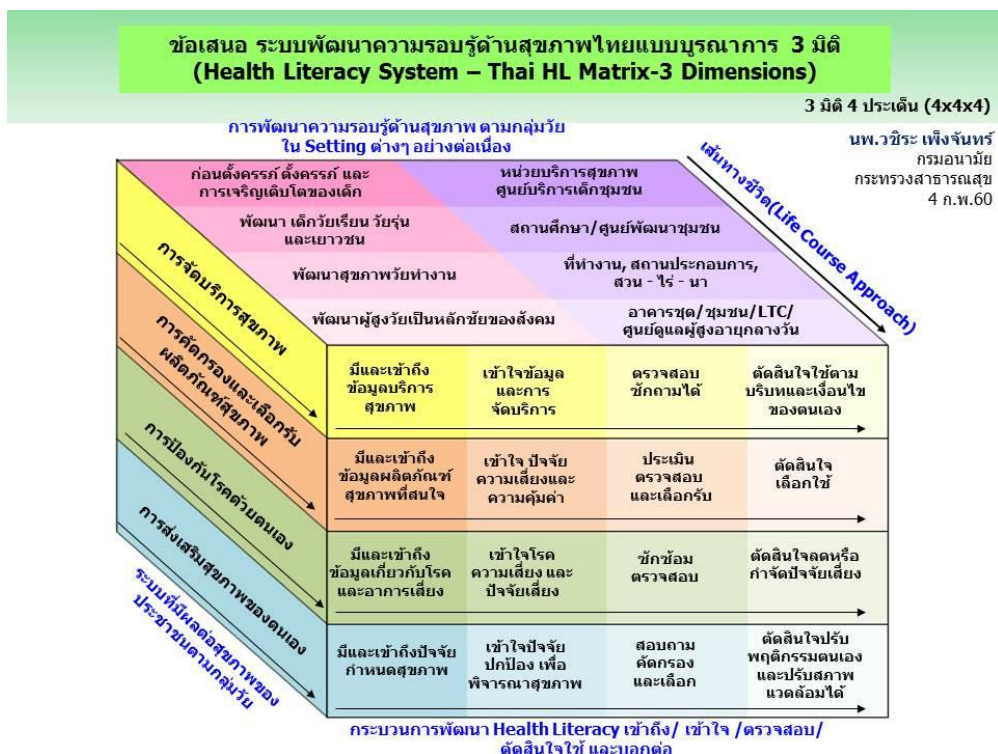 ข้อเสนอ ระบบพัฒนาความรอบรู้ด้านสุขภาพไทยแบบบูรณาการ 3 มิติ
(Health Literacy System – Thai HL Matrix-3 Dimensions)
3 มิติ 4 ประเด็น (4x4x4)
นพ.วชิระ เพ็งจันทร์
กรมอนามัย
กระทรวงสาธารณสุข
4 ก.พ.60
การพัฒนาความรอบรู้ด้านสุขภาพ ตามกลุ่มวัย
ใน Setting ต่างๆ อย่างต่อเนื่อง
เส้นทางชีวิต(Life Course Approach)
ก่อนตั้งครรภ์ ตั้งครรภ์ และ
การเจริญเติบโตของเด็ก
หน่วยบริการสุขภาพ
ศูนย์บริการเด็กชุมชน
พัฒนา เด็กวัยเรียน วัยรุ่น
และเยาวชน
สถานศึกษา/ศูนย์พัฒนาชุมชน
พัฒนาสุขภาพวัยทำงาน
ที่ทำงาน, สถานประกอบการ,
สวน - ไร่ - นา
พัฒนาผู้สูงวัยเป็นหลักชัยของสังคม
อาคารชุด/ชุมชน/LTC/
ศูนย์ดูแลผู้สูงอายุกลางวัน
การจัดบริการสุขภาพ
มีและเข้าถึง
ข้อมูลบริการ
สุขภาพ
เข้าใจข้อมูล
และการ
จัดบริการ
ตรวจสอบ
ซักถามได้
ตัดสินใจใช้ตาม
บริบทและเงื่อนไข
ของตนเอง
การคัดกรองและเลือกรับ
ผลิตภัณฑ์สุขภาพ
มีและเข้าถึง
ข้อมูลผลิตภัณฑ์
สุขภาพที่สนใจ
เข้าใจ ปัจจัย
ความเสี่ยงและ
ความคุ้มค่า
ประเมิน
ตรวจสอบ
และเลือกรับ
ตัดสินใจ
เลือกใช้
การป้องกันโรคด้วยตนเอง
มีและเข้าถึง
ข้อมูลเกี่ยวกับโรค
และอาการเสี่ยง
เข้าใจโรค
ความเสี่ยง และ
ปัจจัยเสี่ยง
ซักซ้อม
ตรวจสอบ
ตัดสินใจลดหรือ
กำจัดปัจจัยเสี่ยง
การส่งเสริมสุขภาพของตนเอง
มีและเข้าถึงปัจจัย
กำหนดสุขภาพ
เข้าใจปัจจัย
ปกป้อง เพื่อ
พิจารณาสุขภาพ
สอบถาม
คัดกรอง
และเลือก
ตัดสินใจปรับ
พฤติกรรมตนเอง
และปรับสภาพ
แวดล้อมได้
ระบบที่มีผลต่อสุขภาพของ
ประชาชนตามกลุ่มวัย
กระบวนการพัฒนา Health Literacy เข้าถึง/ เข้าใจ /ตรวจสอบ/
ตัดสินใจใช้ และบอกต่อ